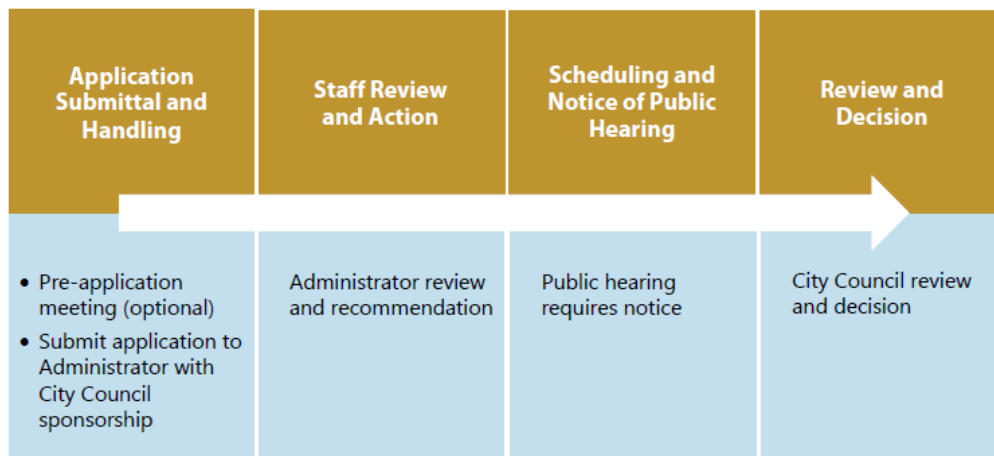 Application
Submittal and
Handling
Staff Review
and Action
Scheduling and
Notice of Public
Hearing
Review and
Decision
• Pre-application
meeting (optional)
• Submit application to
Administrator with
City Council
sponsorship
Administrator review
and recommendation
Public hearing
requires notice
City Council review
and decision